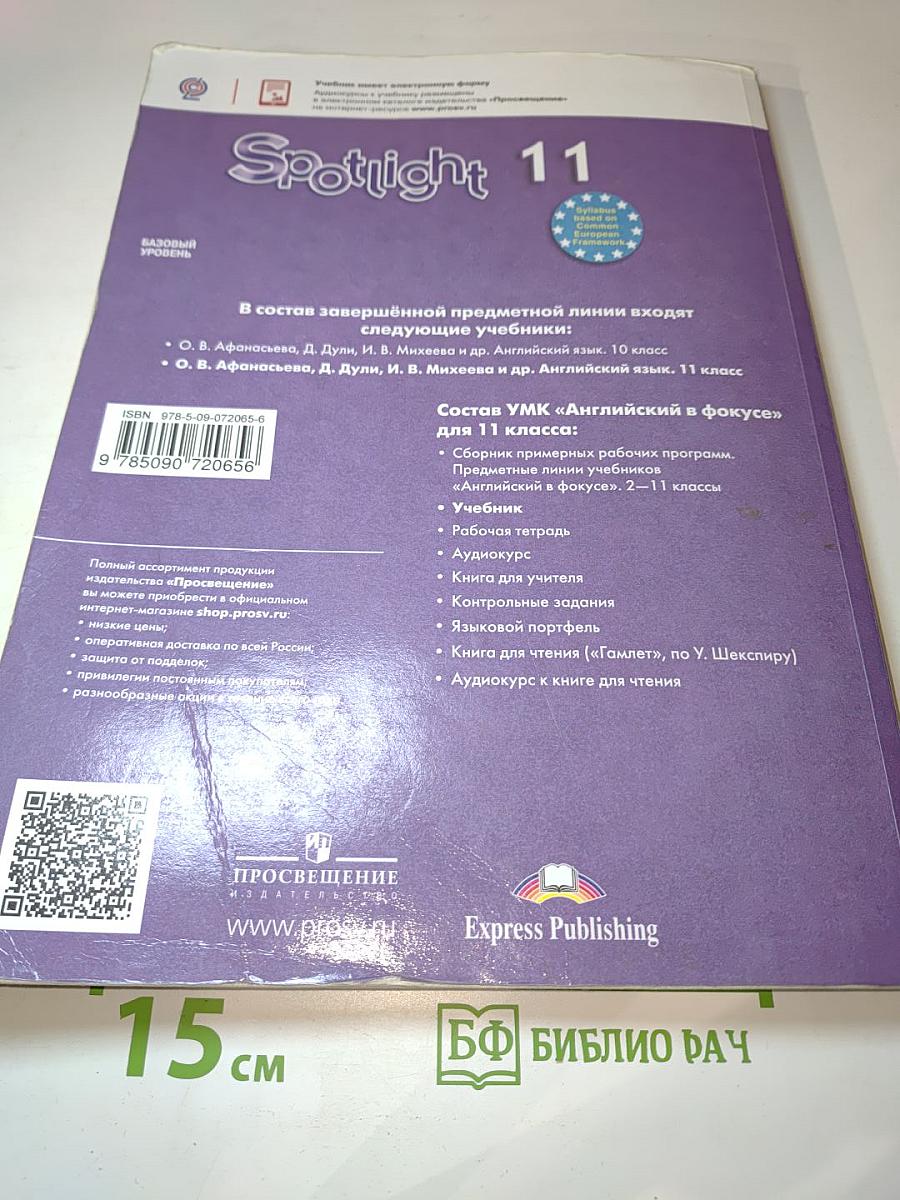 Учебник имеет электронную форму
Аудиокурсы к учебнику размещены
в электронном каталоге издательства «Просвещение»
на интернет-ресурсе www.prosv.ru
Spotlight 11
Syllabus
based on
Common
European
Framework
БАЗОВЫЙ
УРОВЕНЬ
В состав завершённой предметной линии входят
следующие учебники:
• О. В. Афанасьева, Д. Дули, И. В. Михеева и др. Английский язык. 10 класс
• О. В. Афанасьева, Д. Дули, И. В. Михеева и др. Английский язык. 11 класс
ISBN 978-5-09-072065-6
9 785090 720656
Состав УМК «Английский в фокусе»
для 11 класса:
• Сборник примерных рабочих программ.
Предметные линии учебников
«Английский в фокусе». 2—11 классы
• Учебник
• Рабочая тетрадь
• Аудиокурс
• Книга для учителя
• Контрольные задания
• Языковой портфель
• Книга для чтения («Гамлет», по У. Шекспиру)
• Аудиокурс к книге для чтения
Полный ассортимент продукции
издательства «Просвещение»
вы можете приобрести в официальном
интернет-магазине shop.prosv.ru:
• низкие цены;
• оперативная доставка по всей России;
• защита от подделок;
• привилегии постоянным покупателям;
• разнообразные акции в
ПРОСВЕЩЕНИЕ
ИЗДАТЕЛЬСТВО
www.prosv.ru
Express Publishing
15 см
БФ БИБЛИО РАЧ